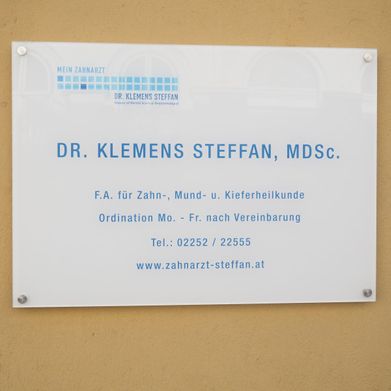 MEIN ZAHNARZT
DR. KLEMENS STEFFAN
DR. KLEMENS STEFFAN, MDSc.
F.A. für Zahn-, Mund- u. Kieferheilkunde
Ordination Mo. - Fr. nach Vereinbarung
Tel.: 02252 / 22555
www.zahnarzt-steffan.at